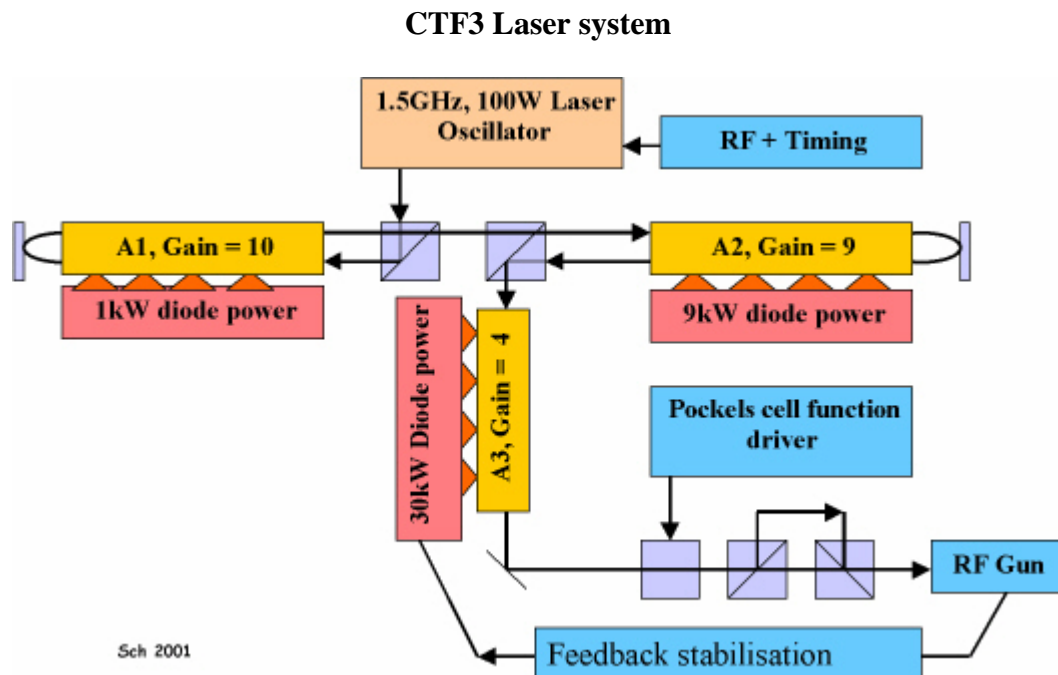 CTF3 Laser system
1.5GHz, 100W Laser
Oscillator
RF + Timing
A1, Gain = 10
A2, Gain = 9
1kW diode power
9kW diode power
30kW Diode power
A3, Gain = 4
Pockels cell function
driver
RF Gun
Feedback stabilisation
Sch 2001